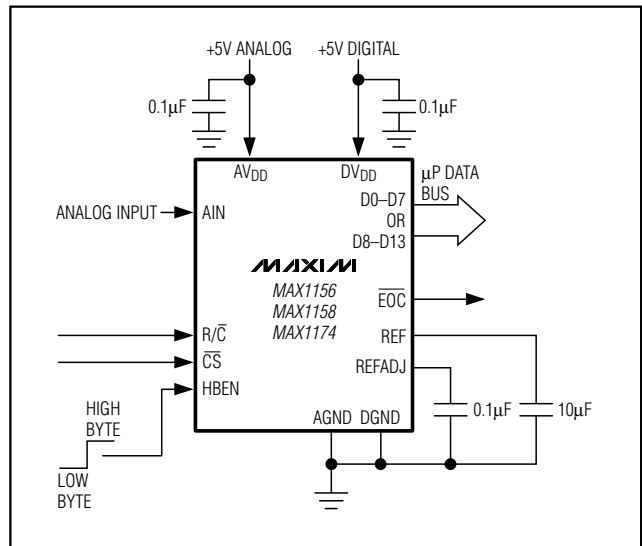 +5V ANALOG
+5V DIGITAL
0.1µF
0.1µF
AVDD
DVDD
µP DATA
BUS
D0–D7
OR
D8–D13
ANALOG INPUT
AIN
MAXIM
MAX1156
MAX1158
MAX1174
EOC
R/C
REF
CS
REFADJ
HBEN
HIGH
BYTE
0.1µF
10µF
AGND
DGND
LOW
BYTE